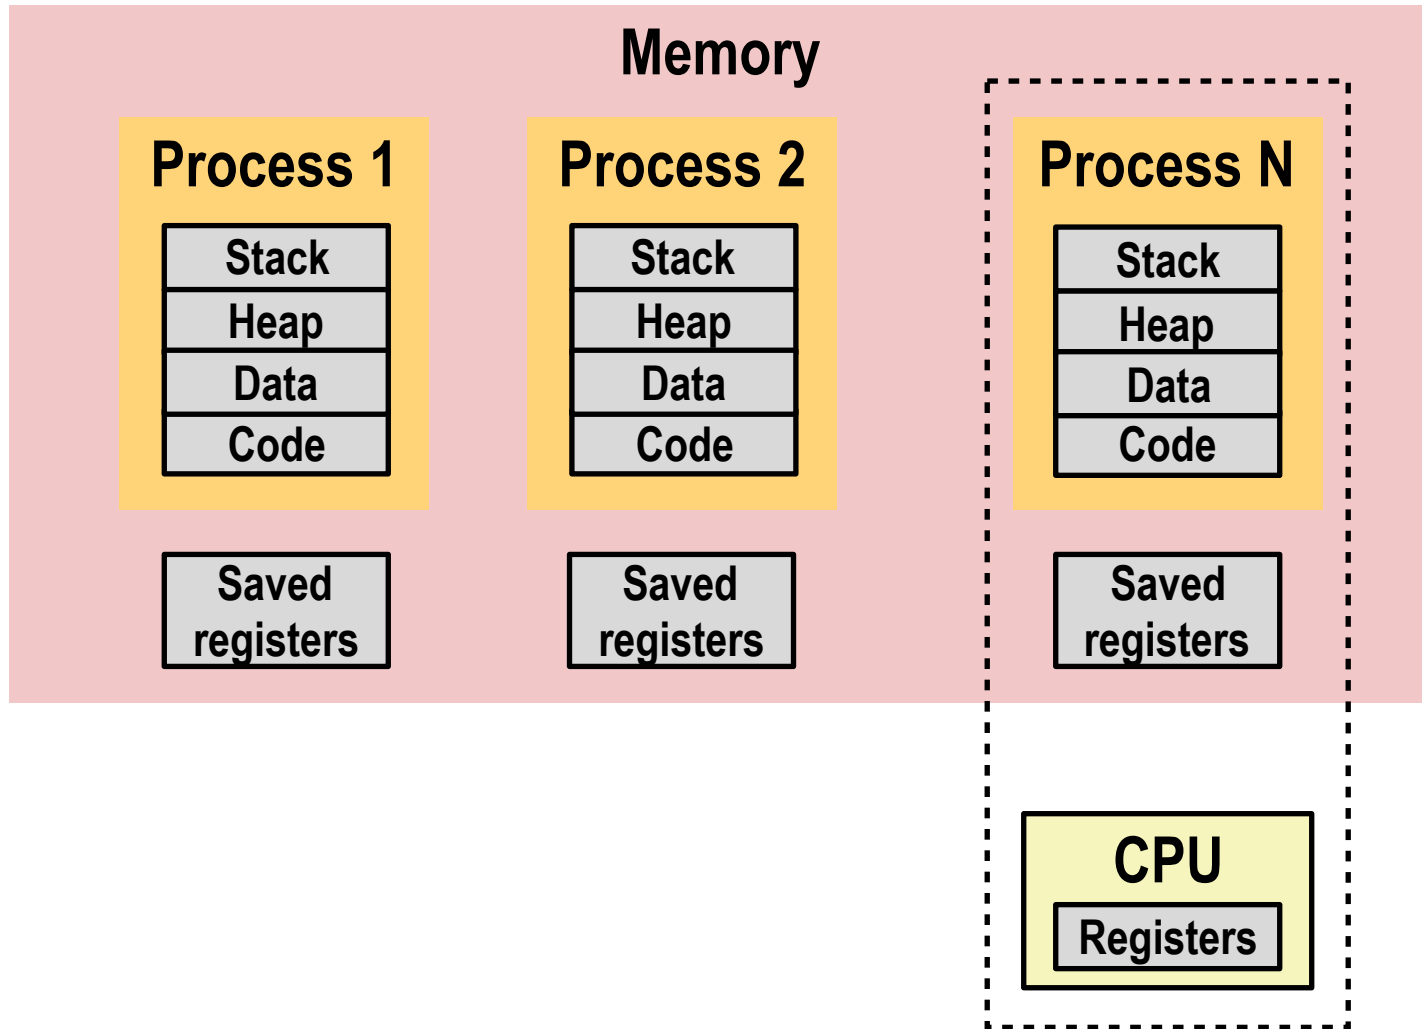 Memory
Process 1
Stack
Heap
Data
Code
Saved
registers
Process 2
Stack
Heap
Data
Code
Saved
registers
Process N
Stack
Heap
Data
Code
Saved
registers
CPU
Registers